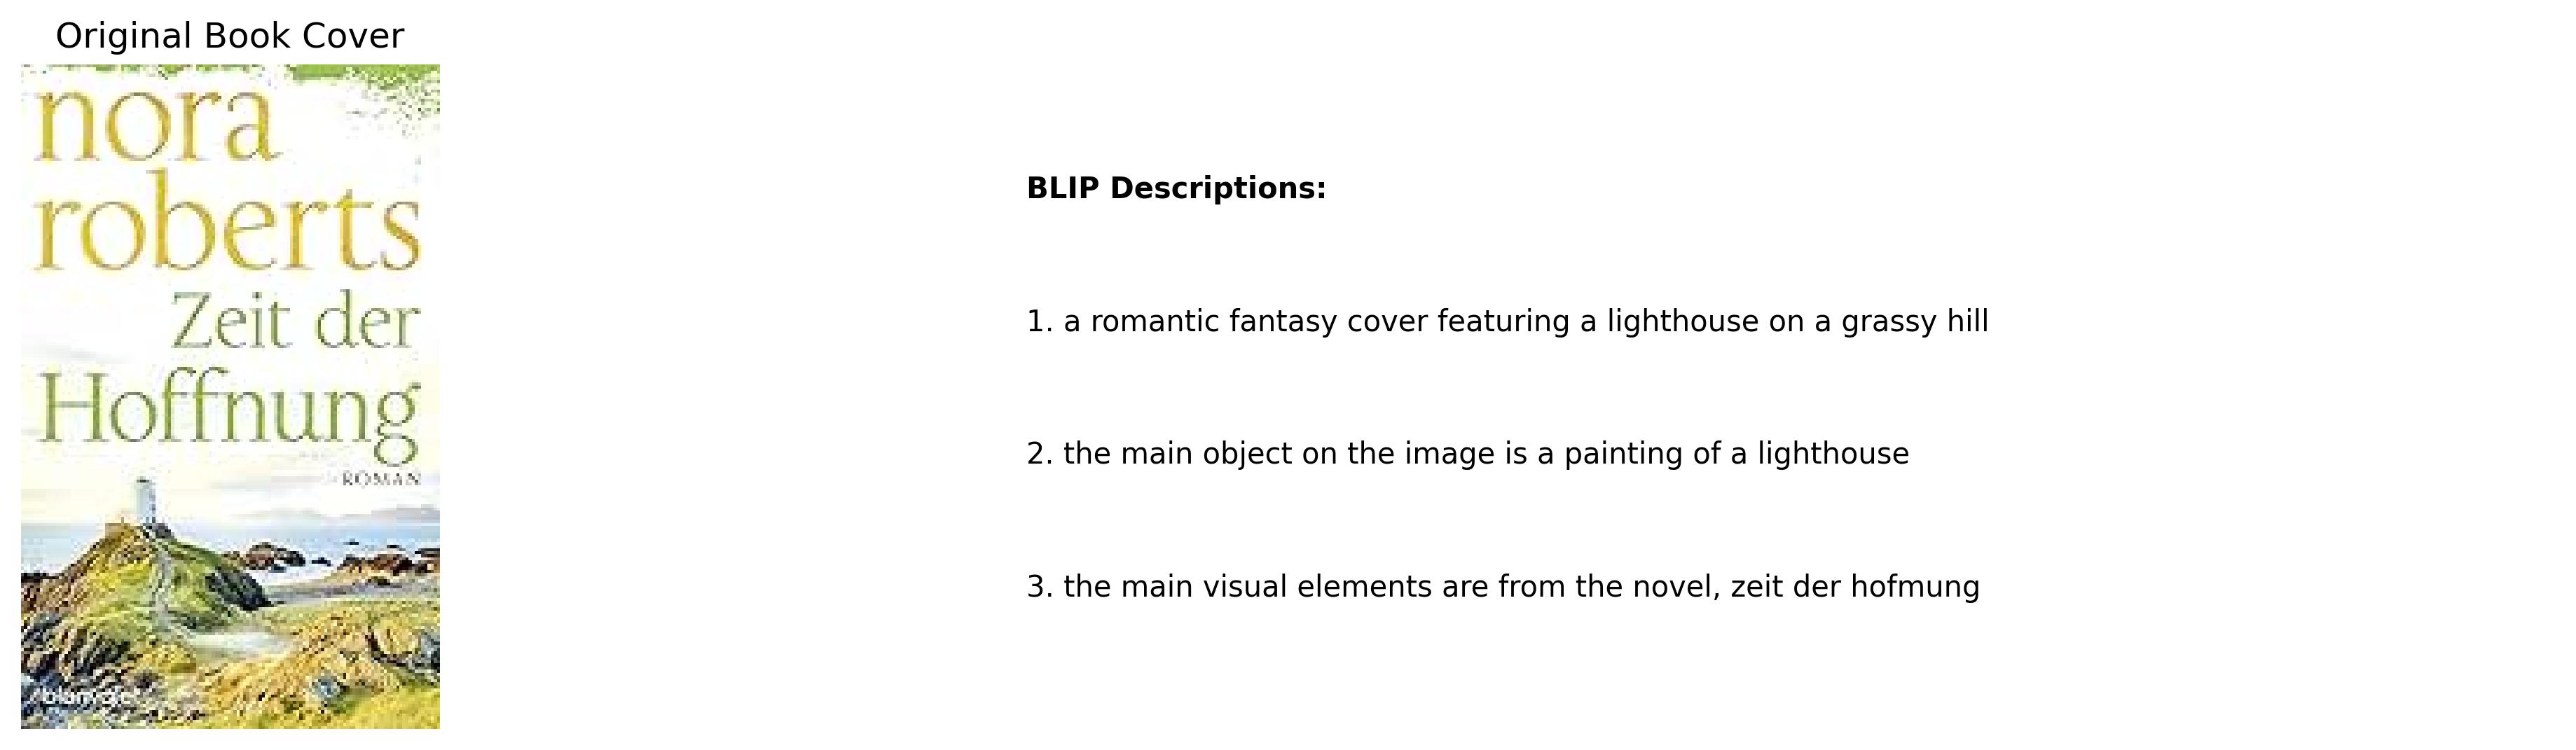 Original Book Cover
nora
roberts
Zeit der
Hoffnung
ROMAN
blanvalet
BLIP Descriptions:
1. a romantic fantasy cover featuring a lighthouse on a grassy hill
2. the main object on the image is a painting of a lighthouse
3. the main visual elements are from the novel, zeit der hofmung